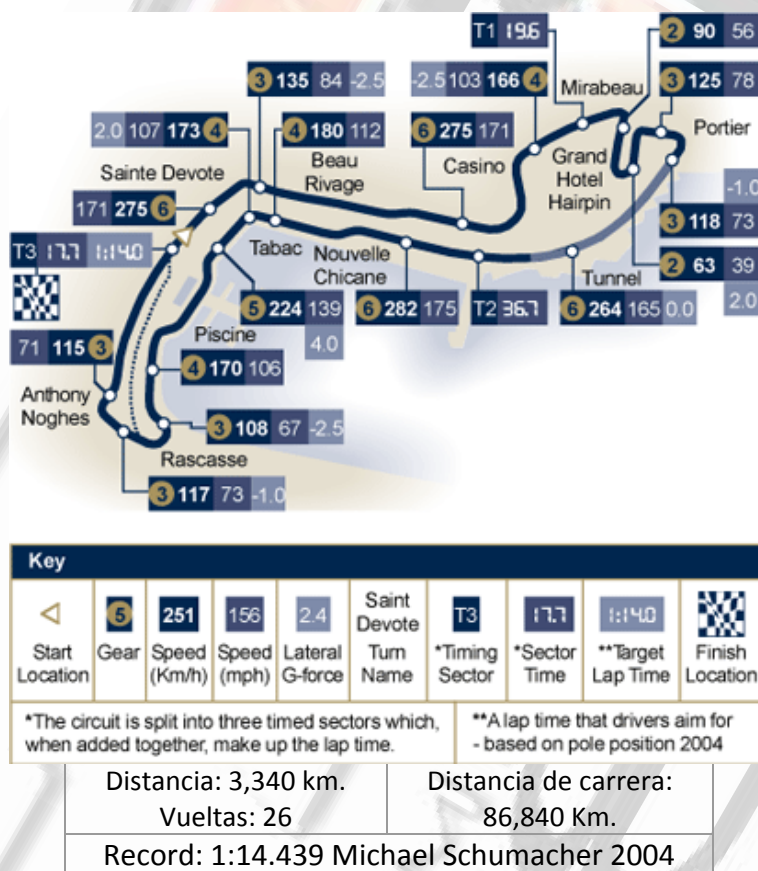 T1 19.6
2 90 56
3 135 84 -2.5
-2.5 103 166 4
Mirabeau
3 125 78
2.0 107 173 4
4 180 112
6 275 171
Portier
Sainte Devote
Beau
Rivage
Casino
Grand
Hotel
Hairpin
171 275 6
-1.0
3 118 73
T3 17.7 1:14.0
Tabac
Nouvelle
Chicane
Tunnel
2 63 39
2.0
5 224 139
4.0
6 282 175
T2 36.7
6 264 165 0.0
Piscine
71 115 3
4 170 106
Anthony
Noghes
3 108 67 -2.5
Rascasse
3 117 73 -1.0
Key
5 251 156 2.4 Saint Devote T3 17.7 1:14.0
Start Location Gear Speed (Km/h) Speed (mph) Lateral G-force Turn Name *Timing Sector *Sector Time **Target Lap Time Finish Location
*The circuit is split into three timed sectors which,
when added together, make up the lap time.
**A lap time that drivers aim for
- based on pole position 2004
Distancia: 3,340 km.
Vueltas: 26
Distancia de carrera:
86,840 Km.
Record: 1:14.439 Michael Schumacher 2004